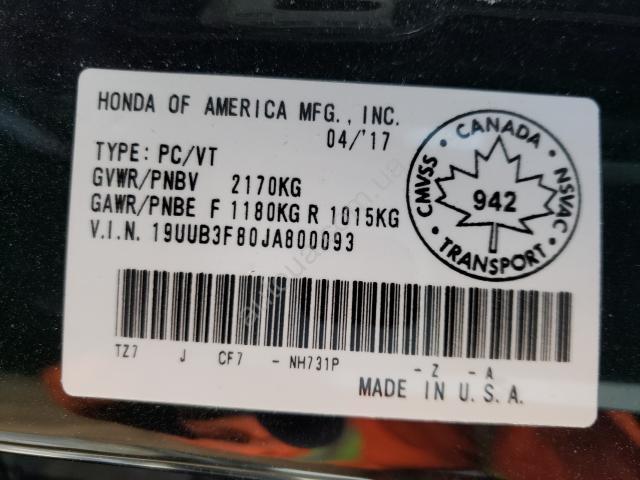 HONDA OF AMERICA MFG., INC.
04/'17
TYPE: PC/VT
GVWR/PNBV 2170KG
GAWR/PNBE F 1180KG R 1015KG
V.I.N. 19UUB3F80JA800093
CANADA
CMVSS
NSVAC
942
TRANSPORT
TZ7 J CF7 - NH731P - Z - A
MADE IN U.S.A.